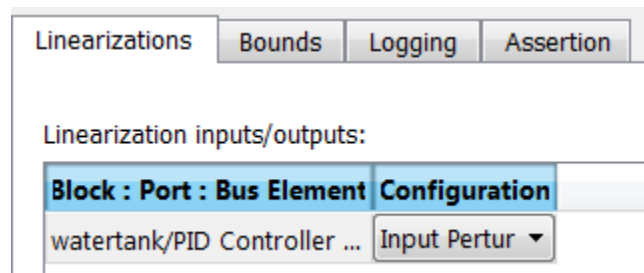 Linearizations Bounds Logging Assertion
Linearization inputs/outputs:
Block : Port : Bus Element Configuration
watertank/PID Controller ... Input Pertur